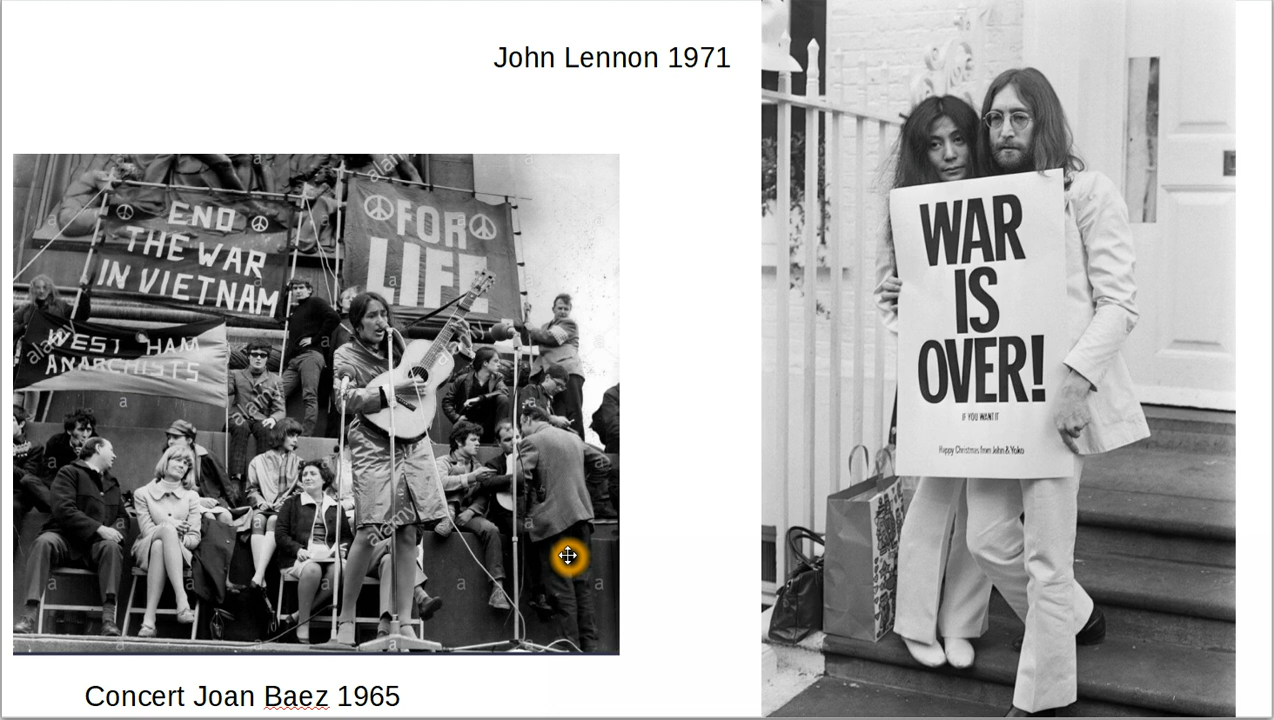 John Lennon 1971
END
THE WAR
IN VIETNAM
FOR
LIFE
WEST HAM
ANARCHISTS
WAR
IS
OVER!
IF YOU WANT IT
Happy Christmas from John & Yoko
alamy
a
Concert Joan Baez 1965